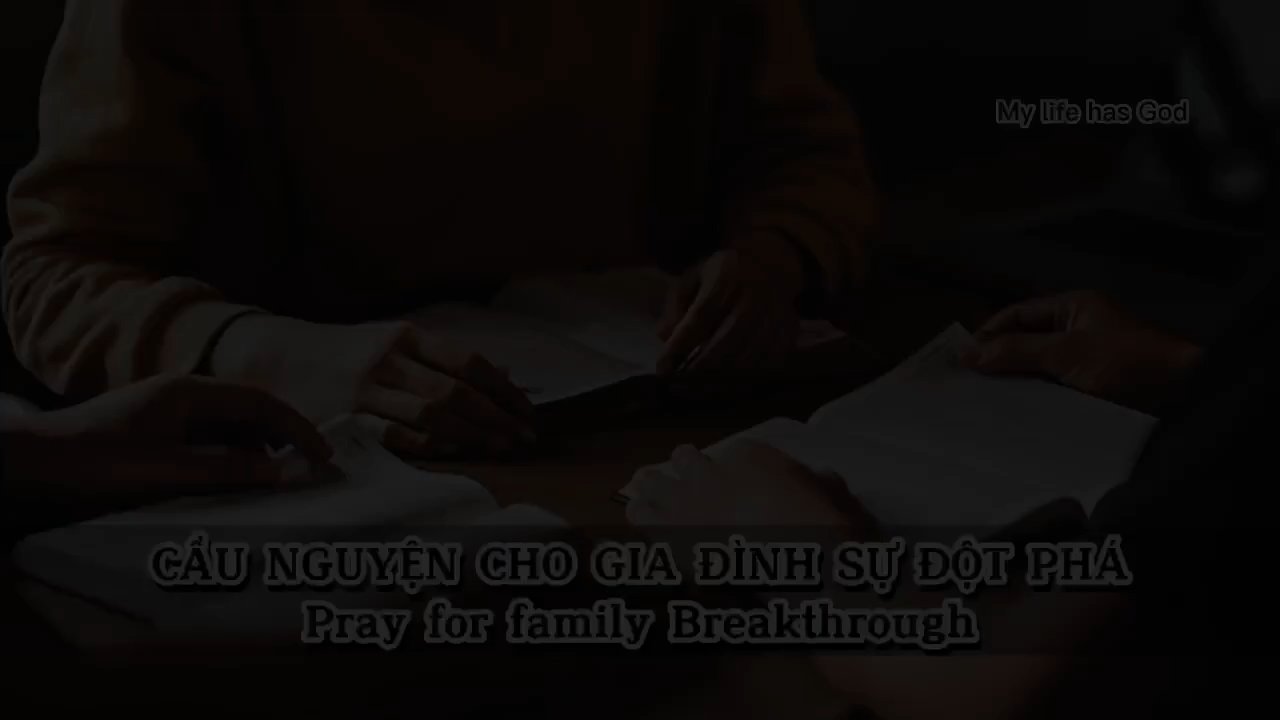 My life has God
CẦU NGUYỆN CHO GIA ĐÌNH SỰ ĐỘT PHÁ
Pray for family Breakthrough